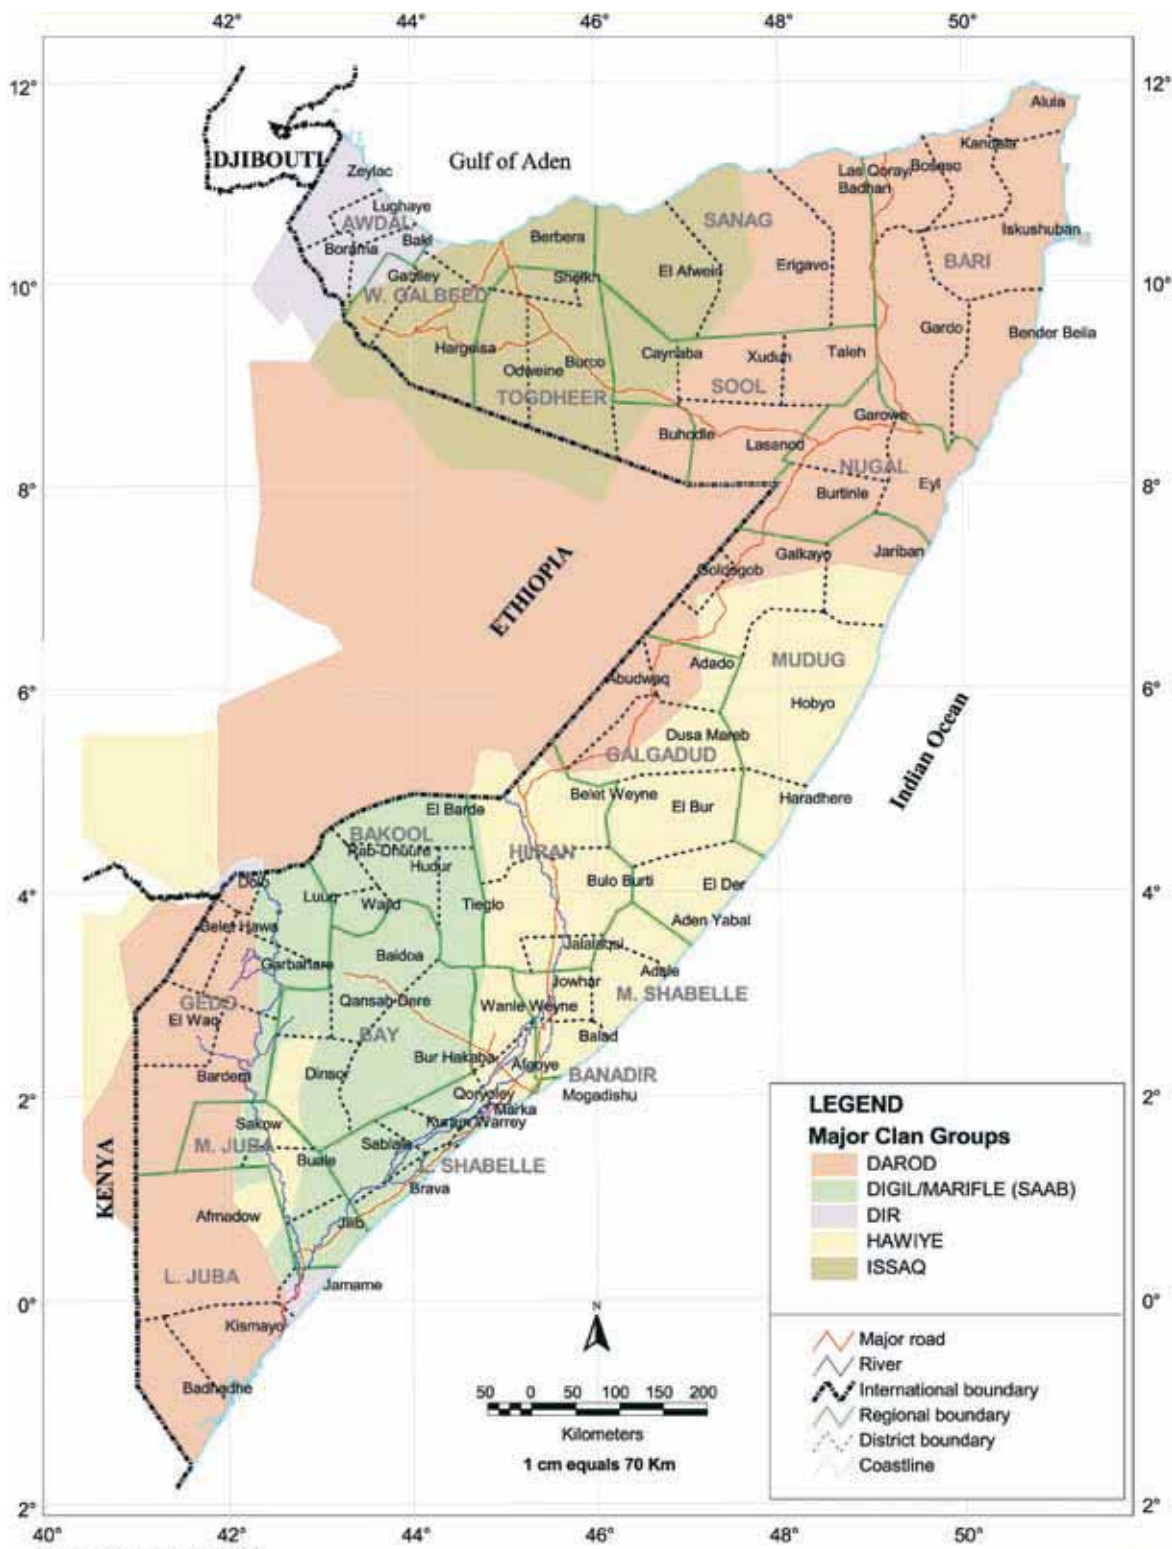 42° 44° 46° 48° 50°
12° 12°
Alula
Kandala
DJIBOUTI
Gulf of Aden
Boseso
Las Qoray/
Badhan
Zeylac
Lughaye
AWDAL
SANAG
Iskushuban
Borama
Baki
Berbera
El Afwein
Erigavo
BARI
10° 10°
Gabiley
Sheikh
W. GALBEED
Gardo
Bender Beila
Hargeisa
Caynaba
Xudun
Taleh
Burco
Odweine
SOOL
TOGDHEER
Garowe
Buhodle
Lasanod
NUGAL
8° 8°
Burtinle
Eyl
Galkayo
Jariban
Goldogob
ETHIOPIA
MUDUG
Adado
6° 6°
Abudwaq
Hobyo
Dusa Mareb
GALGADUD
Indian Ocean
Belet Weyne
Haradhere
El Bur
El Barde
BAKOOL
Rab-Dhuure
HIIRAN
Hudur
Dolo
Bulo Burti
El Der
4° 4°
Luuq
Wajid
Tieglo
Belet Hawa
Aden Yabal
Jalalaqsi
Garbahare
Baidoa
Adale
Jowhar
GEDO
Qansah-Dere
Wanle Weyne
M. SHABELLE
El Waq
BAY
Balad
Bur Hakaba
Afgoye
Bardera
Dinsor
BANADIR
2° 2°
Qoryoley
Mogadishu
Marka
Sakow
Kurtun Warrey
M. JUBA
Sablale
Buale
L. SHABELLE
KENYA
Brava
Afmadow
Jilib
L. JUBA
Jamame
0° 0°
Kismayo
Badhadhe
N
50 0 50 100 150 200
Kilometers
1 cm equals 70 Km
LEGEND
Major Clan Groups
DAROD
DIGIL/MARIFLE (SAAB)
DIR
HAWIYE
ISSAQ
Major road
River
International boundary
Regional boundary
District boundary
Coastline
2° 2°
40° 42° 44° 46° 48° 50°